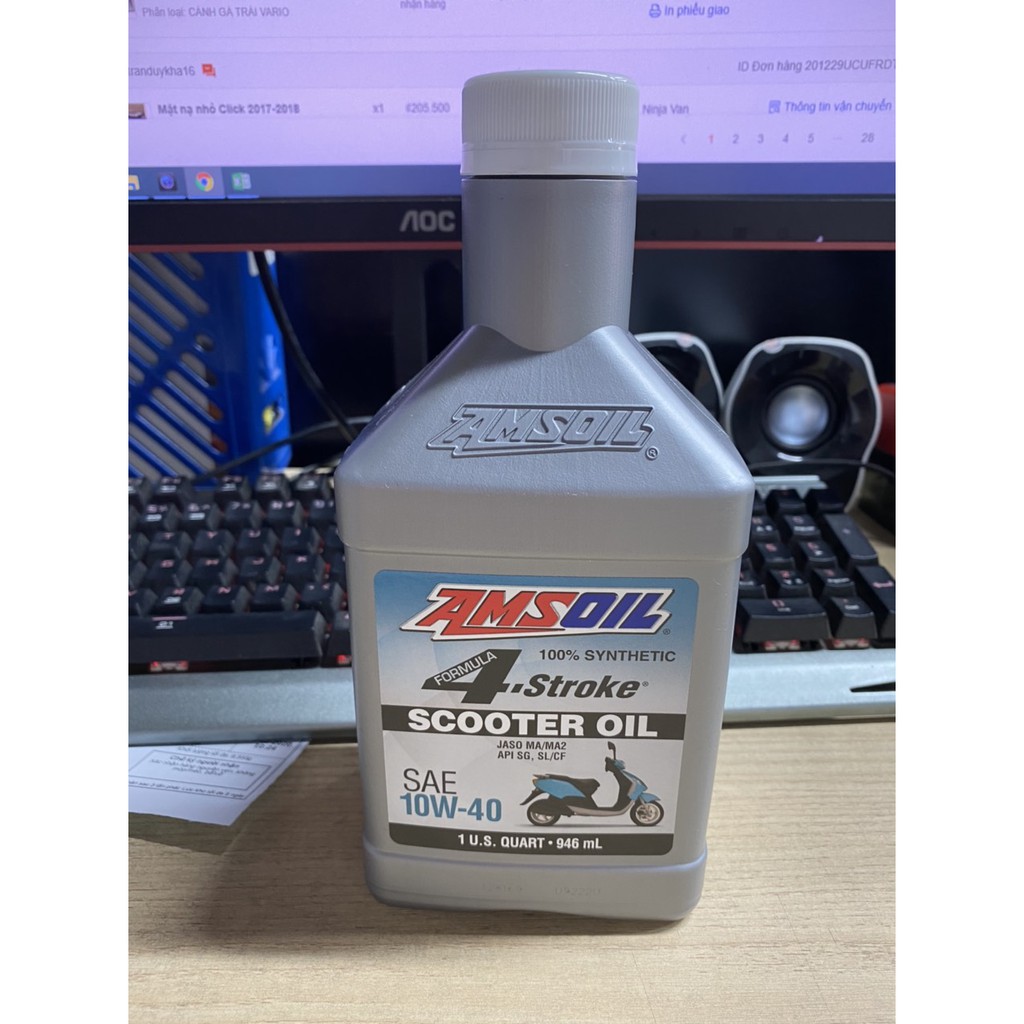 Phân loại: CÁNH GÀ TRÁI VARIO
nhận hàng
In phiếu giao
tranduykha16
ID Đơn hàng 201229UCUFRDT
Mặt nạ nhỏ Click 2017-2018
x1
₫205.500
Ninja Van
Thông tin vận chuyển
1 2 3 4 5 ... 28
AOC
AMSOIL®
AMSOIL®
100% SYNTHETIC
FORMULA
4-Stroke®
SCOOTER OIL
JASO MA/MA2
API SG, SL/CF
SAE
10W-40
1 U.S. QUART • 946 mL